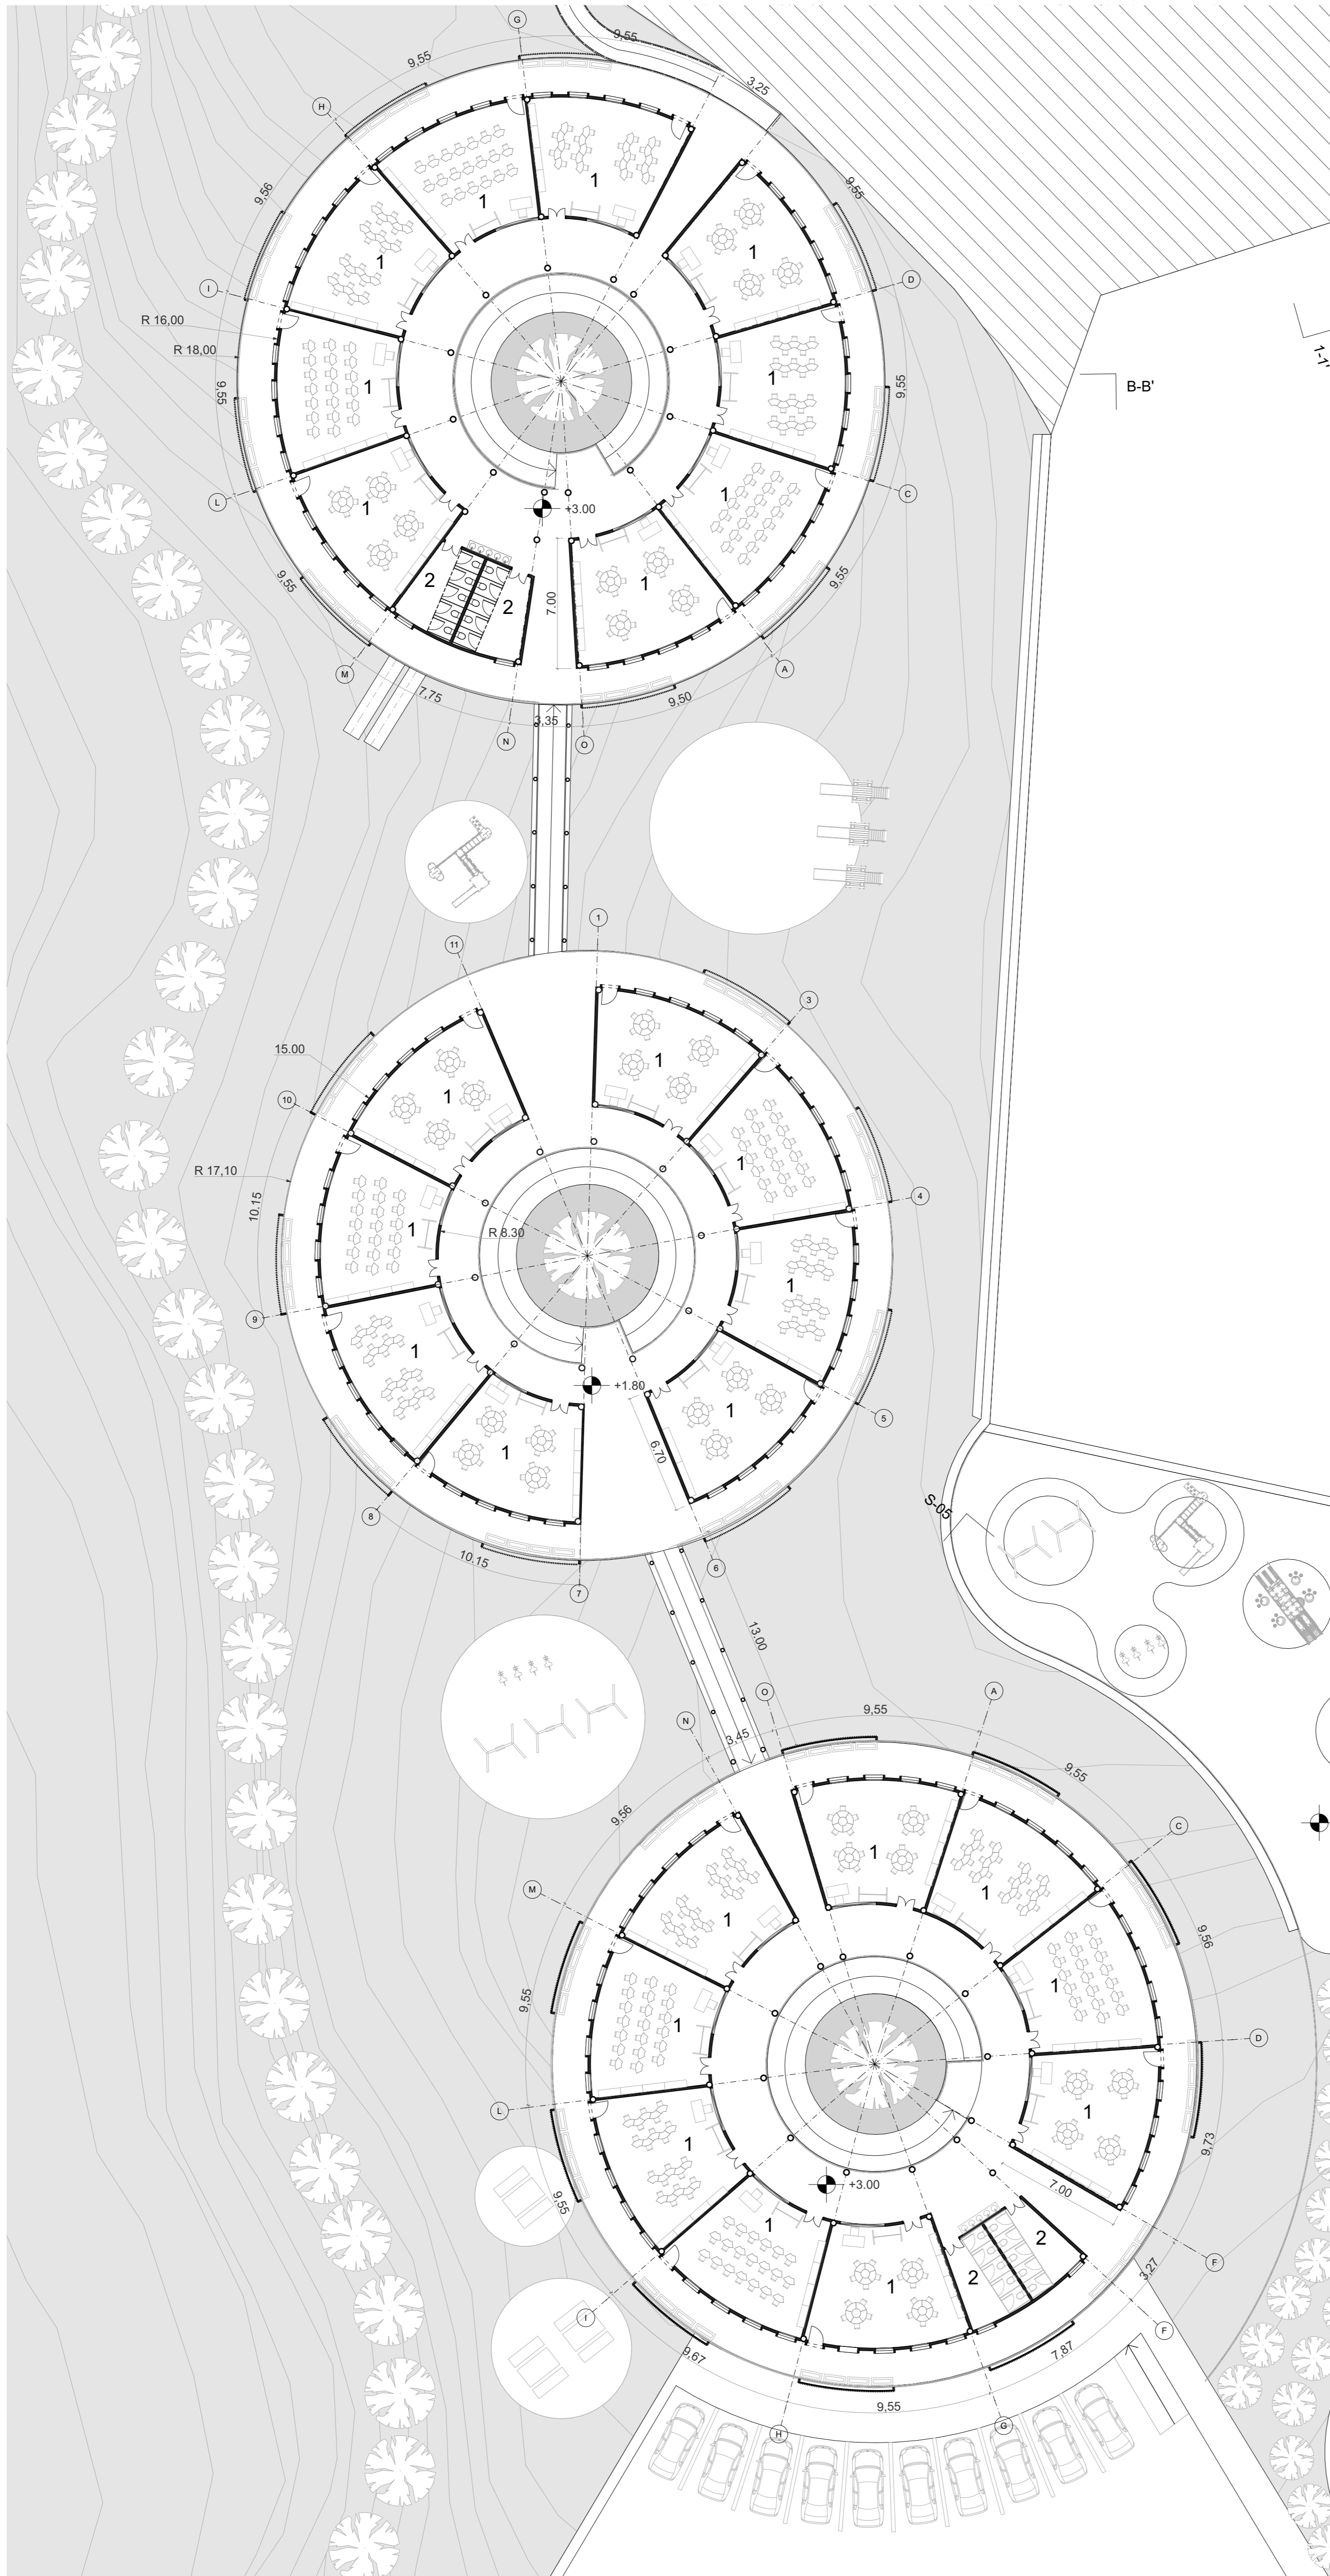 G
9,55
9,55
3,25
H
9,56
9,55
1
1
1
1
I
D
R 16,00
R 18,00
1-1'
9,55
1
1
9,55
B-B'
L
C
1
1
+3.00
9,55
2
2
7.00
1
9,55
M
A
7,75
9,50
3,35
N
O
1
11
3
15.00
1
1
10
1
R 17,10
4
10.15
1
R 8.30
9
1
1
+1.80
5
1
1
6.70
8
S-05
10,15
6
7
13.00
O
A
N
9,55
3,45
9,55
9,56
C
1
1
M
1
1
9,56
9,55
1
D
L
1
1
9,73
+3.00
7.00
9,55
1
2
1
2
F
3,27
I
F
9,67
7,87
9,55
H
G